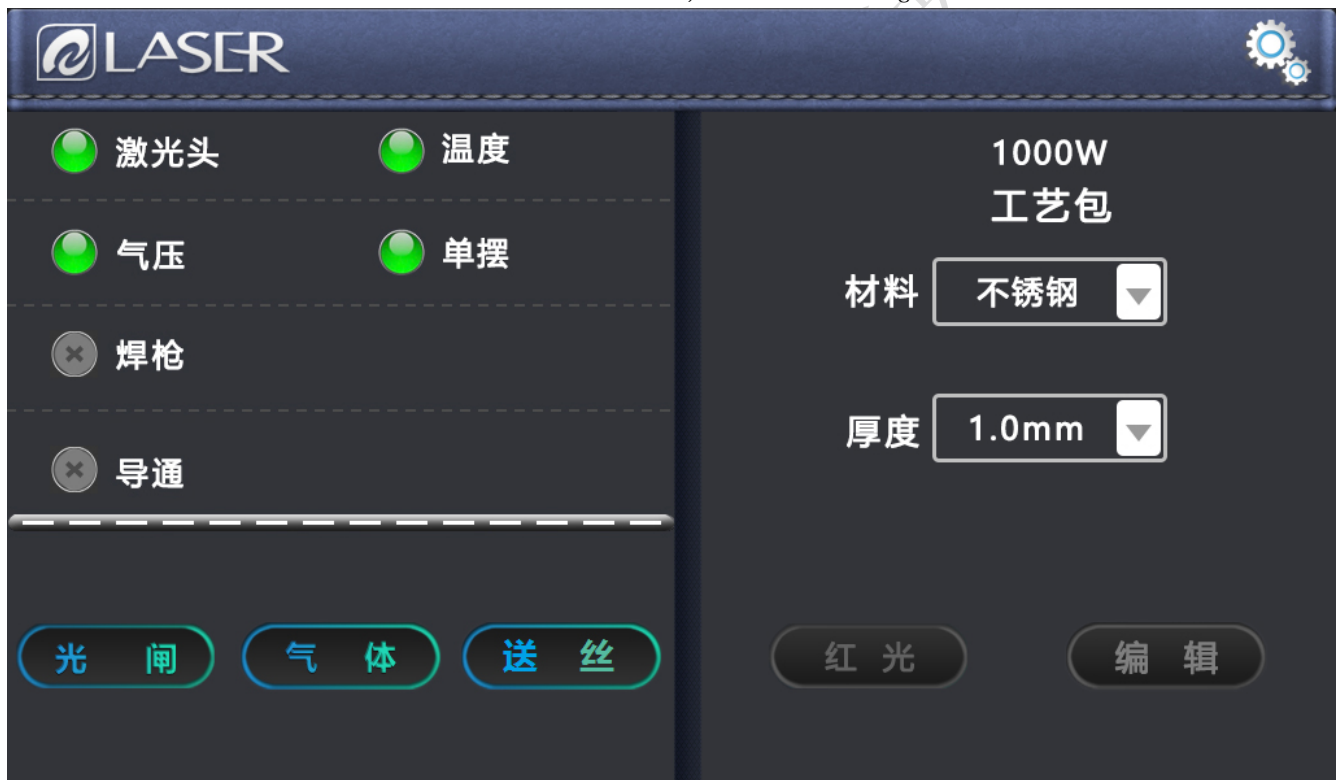 LASER
激光头 温度
气压 单摆
焊枪
导通
光闸 气体 送丝
1000W
工艺包
材料 不锈钢
厚度 1.0mm
红光 编辑